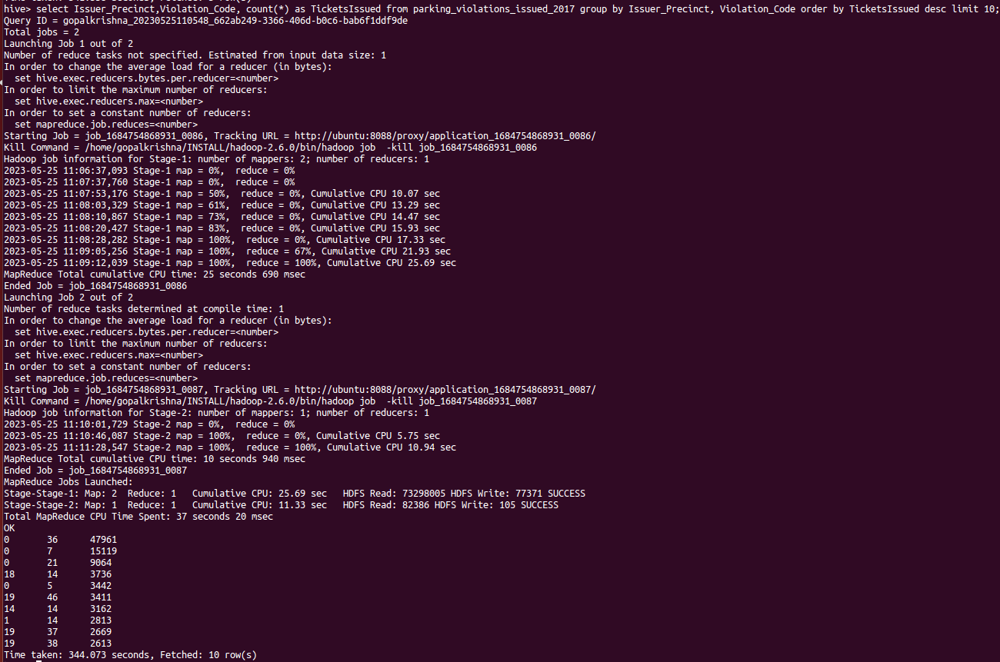 hive> select Issuer_Precinct,Violation_Code, count(*) as TicketsIssued from parking_violations_issued_2017 group by Issuer_Precinct, Violation_Code order by TicketsIssued desc limit 10;
Query ID = gopalkrishna_20230525110548_662ab249-3366-406d-b0c6-bab6f1ddf9de
Total jobs = 2
Launching Job 1 out of 2
Number of reduce tasks not specified. Estimated from input data size: 1
In order to change the average load for a reducer (in bytes):
  set hive.exec.reducers.bytes.per.reducer=<number>
In order to limit the maximum number of reducers:
  set hive.exec.reducers.max=<number>
In order to set a constant number of reducers:
  set mapreduce.job.reduces=<number>
Starting Job = job_1684754868931_0086, Tracking URL = http://ubuntu:8088/proxy/application_1684754868931_0086/
Kill Command = /home/gopalkrishna/INSTALL/hadoop-2.6.0/bin/hadoop job  -kill job_1684754868931_0086
Hadoop job information for Stage-1: number of mappers: 2; number of reducers: 1
2023-05-25 11:06:37,093 Stage-1 map = 0%,  reduce = 0%
2023-05-25 11:07:37,760 Stage-1 map = 0%,  reduce = 0%
2023-05-25 11:07:53,176 Stage-1 map = 50%,  reduce = 0%, Cumulative CPU 10.07 sec
2023-05-25 11:08:03,329 Stage-1 map = 61%,  reduce = 0%, Cumulative CPU 13.29 sec
2023-05-25 11:08:10,867 Stage-1 map = 73%,  reduce = 0%, Cumulative CPU 14.47 sec
2023-05-25 11:08:20,427 Stage-1 map = 83%,  reduce = 0%, Cumulative CPU 15.93 sec
2023-05-25 11:08:28,282 Stage-1 map = 100%,  reduce = 0%, Cumulative CPU 17.33 sec
2023-05-25 11:09:05,256 Stage-1 map = 100%,  reduce = 67%, Cumulative CPU 21.93 sec
2023-05-25 11:09:12,039 Stage-1 map = 100%,  reduce = 100%, Cumulative CPU 25.69 sec
MapReduce Total cumulative CPU time: 25 seconds 690 msec
Ended Job = job_1684754868931_0086
Launching Job 2 out of 2
Number of reduce tasks determined at compile time: 1
In order to change the average load for a reducer (in bytes):
  set hive.exec.reducers.bytes.per.reducer=<number>
In order to limit the maximum number of reducers:
  set hive.exec.reducers.max=<number>
In order to set a constant number of reducers:
  set mapreduce.job.reduces=<number>
Starting Job = job_1684754868931_0087, Tracking URL = http://ubuntu:8088/proxy/application_1684754868931_0087/
Kill Command = /home/gopalkrishna/INSTALL/hadoop-2.6.0/bin/hadoop job  -kill job_1684754868931_0087
Hadoop job information for Stage-2: number of mappers: 1; number of reducers: 1
2023-05-25 11:10:01,729 Stage-2 map = 0%,  reduce = 0%
2023-05-25 11:10:46,087 Stage-2 map = 100%,  reduce = 0%, Cumulative CPU 5.75 sec
2023-05-25 11:11:28,547 Stage-2 map = 100%,  reduce = 100%, Cumulative CPU 10.94 sec
MapReduce Total cumulative CPU time: 10 seconds 940 msec
Ended Job = job_1684754868931_0087
MapReduce Jobs Launched:
Stage-Stage-1: Map: 2  Reduce: 1   Cumulative CPU: 25.69 sec   HDFS Read: 73298005 HDFS Write: 77371 SUCCESS
Stage-Stage-2: Map: 1  Reduce: 1   Cumulative CPU: 11.33 sec   HDFS Read: 82386 HDFS Write: 105 SUCCESS
Total MapReduce CPU Time Spent: 37 seconds 20 msec
OK
0	36	47961
0	7	15119
0	21	9064
18	14	3736
0	5	3442
19	46	3411
14	14	3162
1	14	2813
19	37	2669
19	38	2613
Time taken: 344.073 seconds, Fetched: 10 row(s)